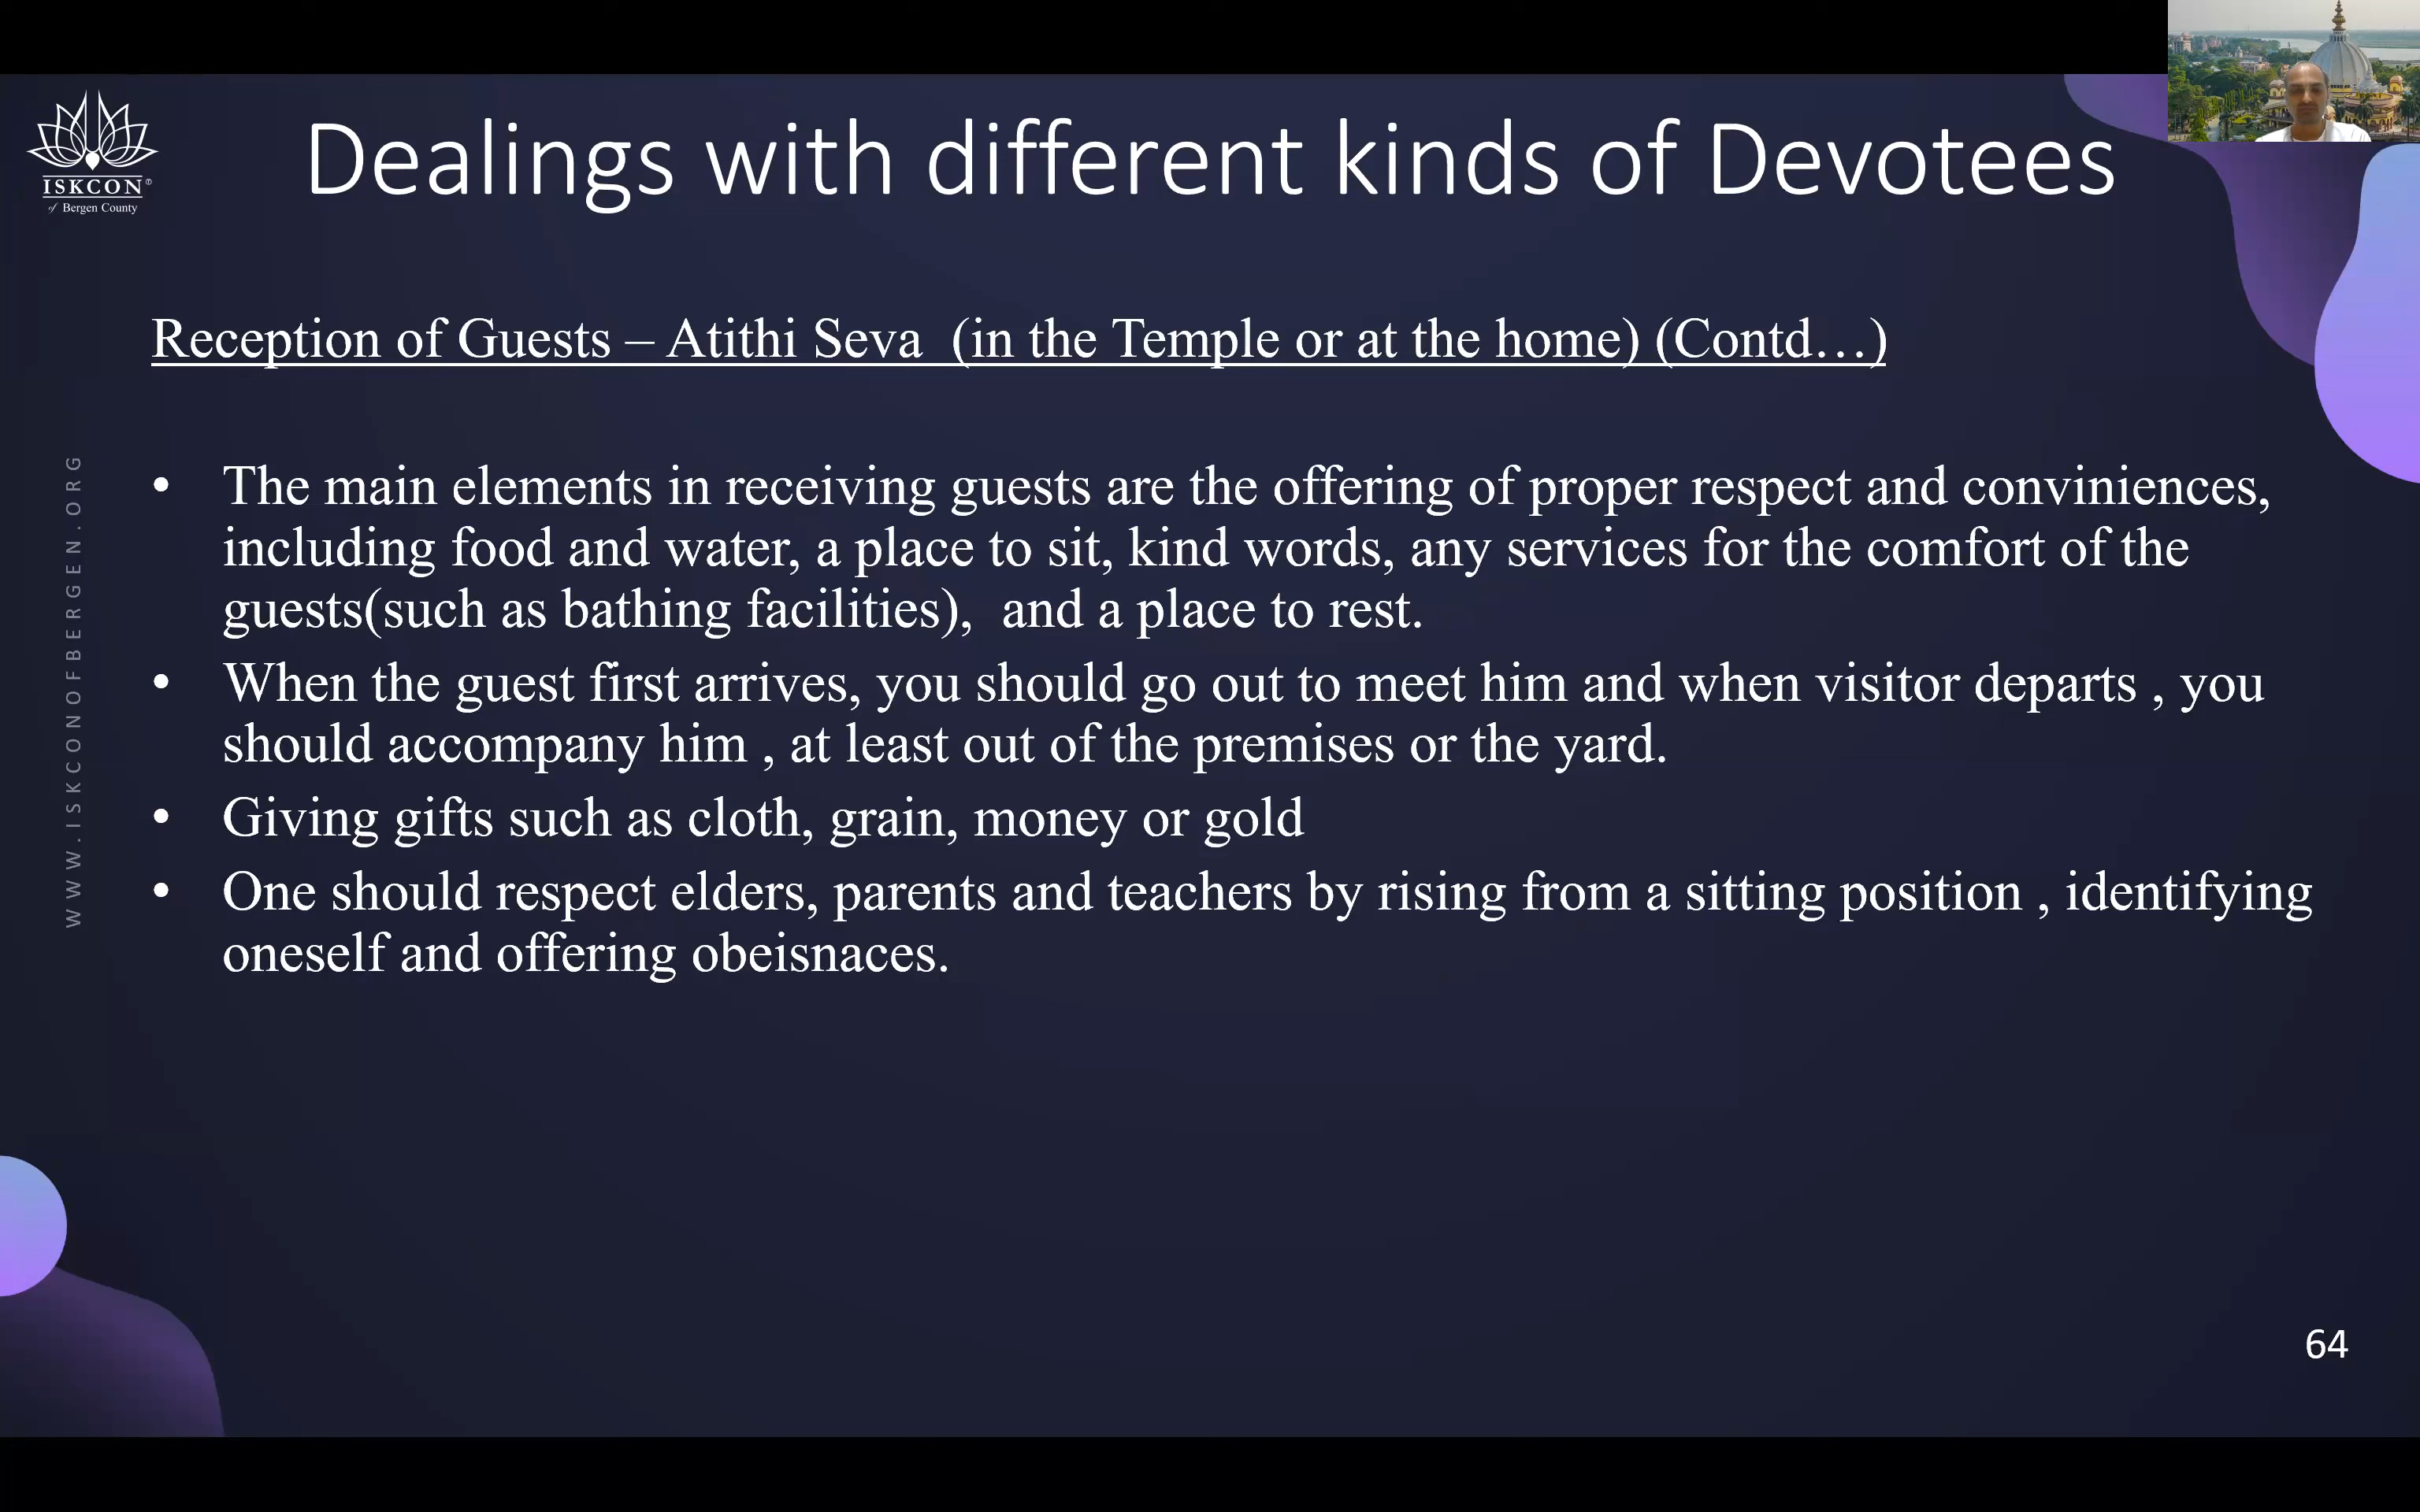 ISKCON®
of Bergen County
Dealings with different kinds of Devotees
Reception of Guests – Atithi Seva  (in the Temple or at the home) (Contd…)
WWW.ISKCONOFBERGEN.ORG
• The main elements in receiving guests are the offering of proper respect and conviniences,
including food and water, a place to sit, kind words, any services for the comfort of the
guests(such as bathing facilities),  and a place to rest.
• When the guest first arrives, you should go out to meet him and when visitor departs , you
should accompany him , at least out of the premises or the yard.
• Giving gifts such as cloth, grain, money or gold
• One should respect elders, parents and teachers by rising from a sitting position , identifying
oneself and offering obeisnaces.
64